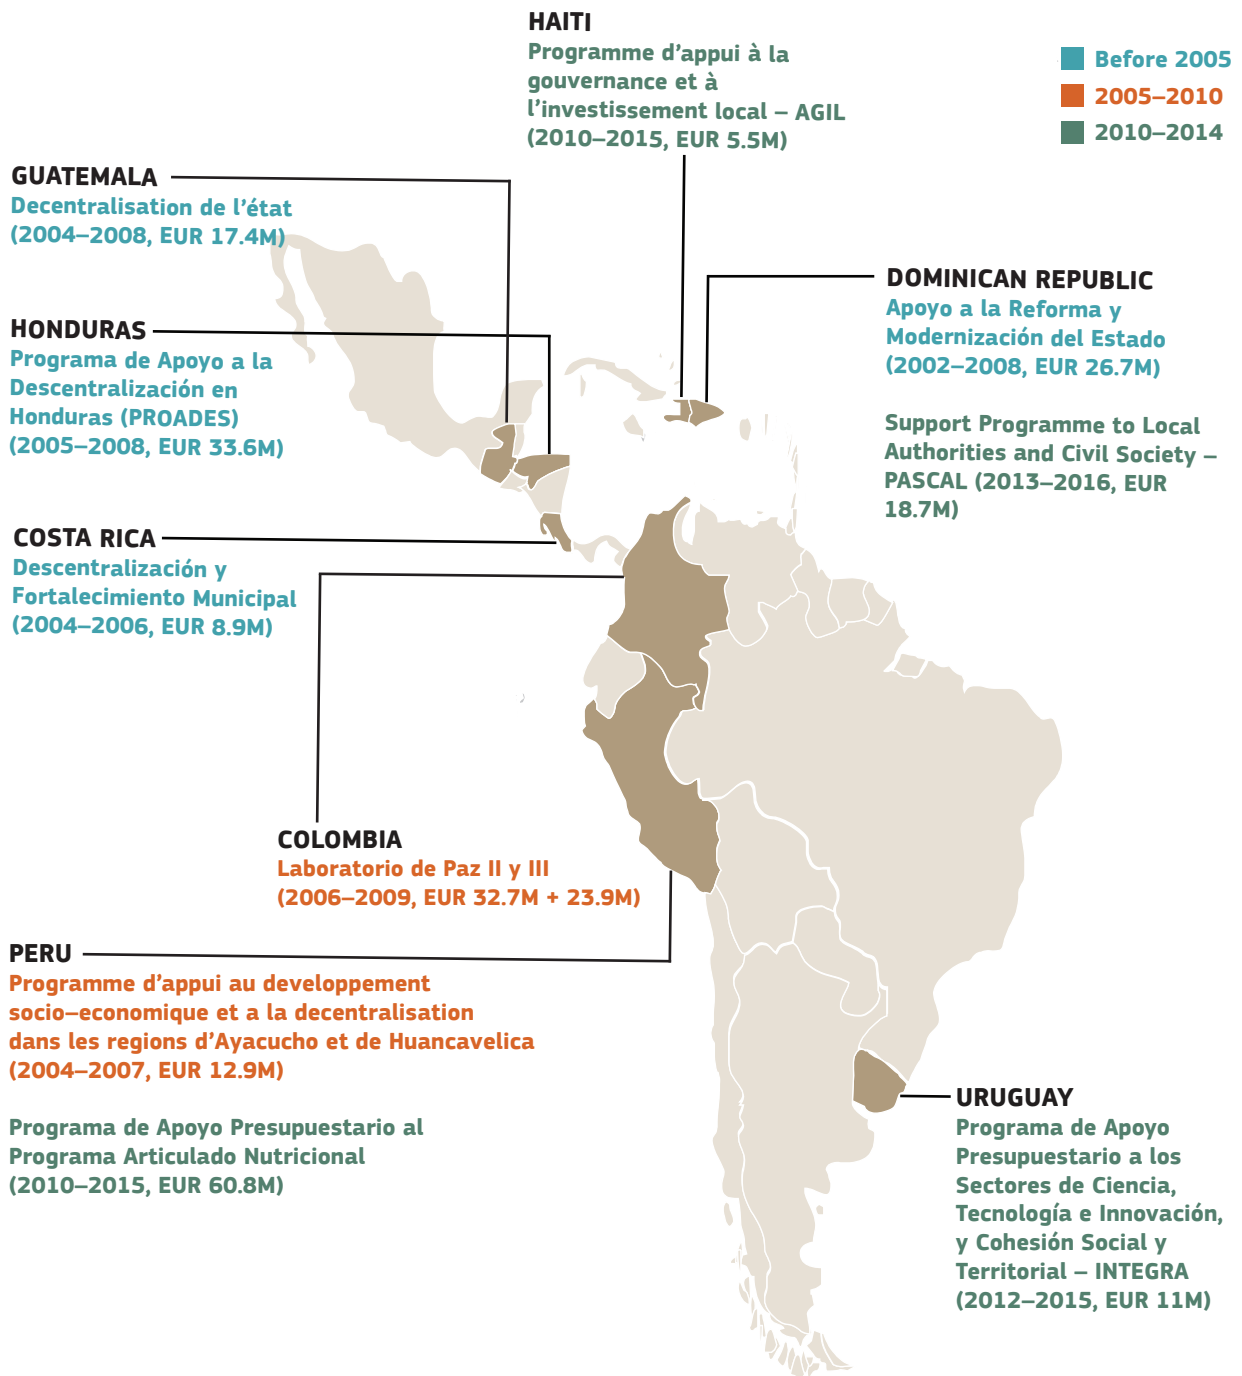 HAITI
Programme d'appui à la
gouvernance et à
l'investissement local – AGIL
(2010–2015, EUR 5.5M)
Before 2005
2005–2010
2010–2014
GUATEMALA
Decentralisation de l'état
(2004–2008, EUR 17.4M)
DOMINICAN REPUBLIC
Apoyo a la Reforma y
Modernización del Estado
(2002–2008, EUR 26.7M)
Support Programme to Local
Authorities and Civil Society –
PASCAL (2013–2016, EUR
18.7M)
HONDURAS
Programa de Apoyo a la
Descentralización en
Honduras (PROADES)
(2005–2008, EUR 33.6M)
COSTA RICA
Descentralización y
Fortalecimiento Municipal
(2004–2006, EUR 8.9M)
COLOMBIA
Laboratorio de Paz II y III
(2006–2009, EUR 32.7M + 23.9M)
PERU
Programme d'appui au developpement
socio–economique et a la decentralisation
dans les regions d'Ayacucho et de Huancavelica
(2004–2007, EUR 12.9M)
Programa de Apoyo Presupuestario al
Programa Articulado Nutricional
(2010–2015, EUR 60.8M)
URUGUAY
Programa de Apoyo
Presupuestario a los
Sectores de Ciencia,
Tecnología e Innovación,
y Cohesión Social y
Territorial – INTEGRA
(2012–2015, EUR 11M)